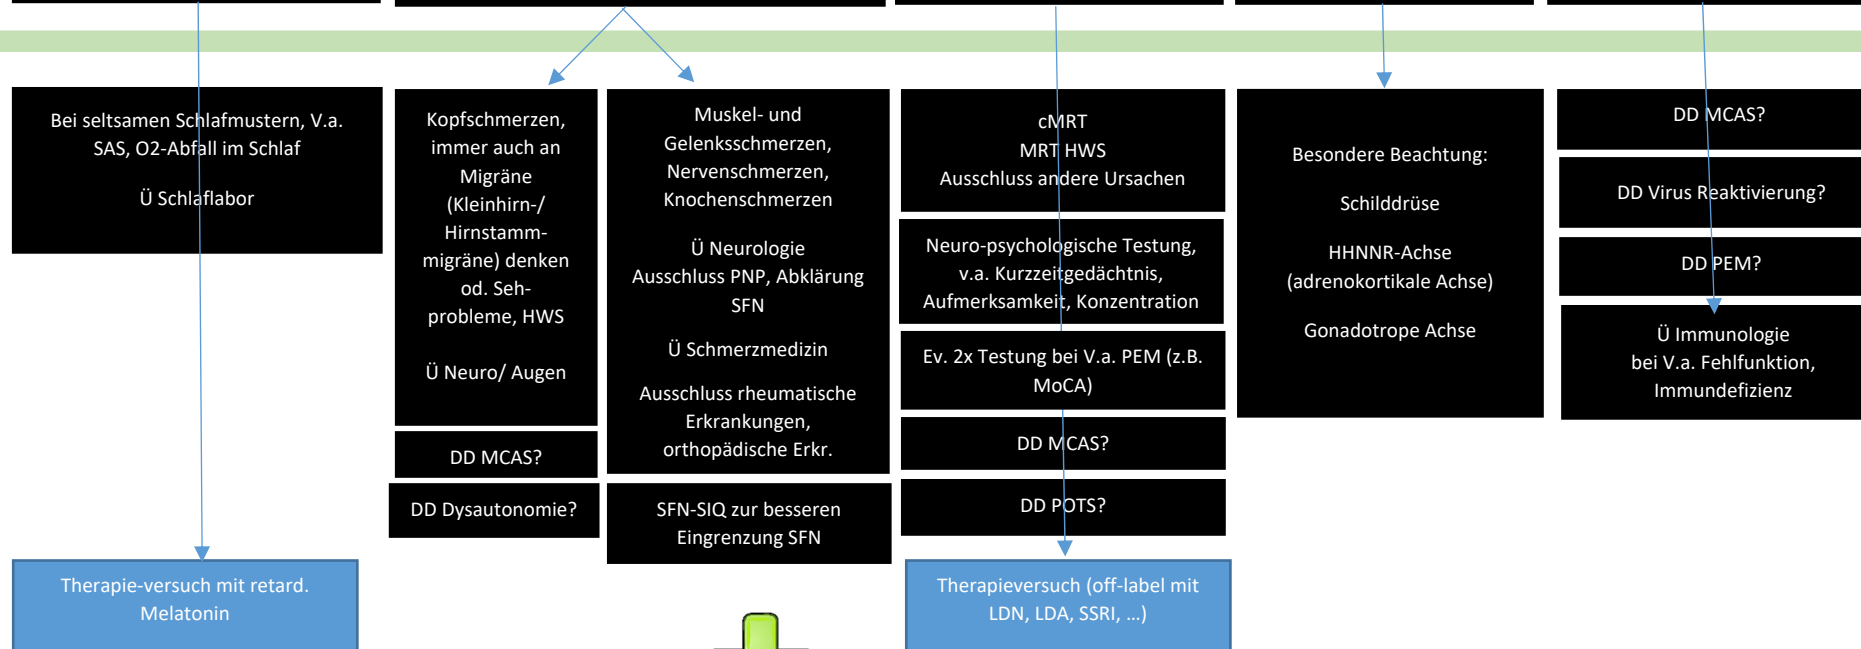 Bei seltsamen Schlafmustern, V.a.
SAS, O2-Abfall im Schlaf
Ü Schlaflabor
Kopfschmerzen,
immer auch an
Migräne
(Kleinhirn-/
Hirnstamm-
migräne) denken
od. Seh-
probleme, HWS
Ü Neuro/ Augen
DD MCAS?
DD Dysautonomie?
Muskel- und
Gelenksschmerzen,
Nervenschmerzen,
Knochenschmerzen
Ü Neurologie
Ausschluss PNP, Abklärung
SFN
Ü Schmerzmedizin
Ausschluss rheumatische
Erkrankungen,
orthopädische Erkr.
SFN-SIQ zur besseren
Eingrenzung SFN
cMRT
MRT HWS
Ausschluss andere Ursachen
Neuro-psychologische Testung,
v.a. Kurzzeitgedächtnis,
Aufmerksamkeit, Konzentration
Ev. 2x Testung bei V.a. PEM (z.B.
MoCA)
DD MCAS?
DD POTS?
Besondere Beachtung:
Schilddrüse
HHNNR-Achse
(adrenokortikale Achse)
Gonadotrope Achse
DD MCAS?
DD Virus Reaktivierung?
DD PEM?
Ü Immunologie
bei V.a. Fehlfunktion,
Immundefizienz
Therapie-versuch mit retard.
Melatonin
Therapieversuch (off-label mit
LDN, LDA, SSRI, …)